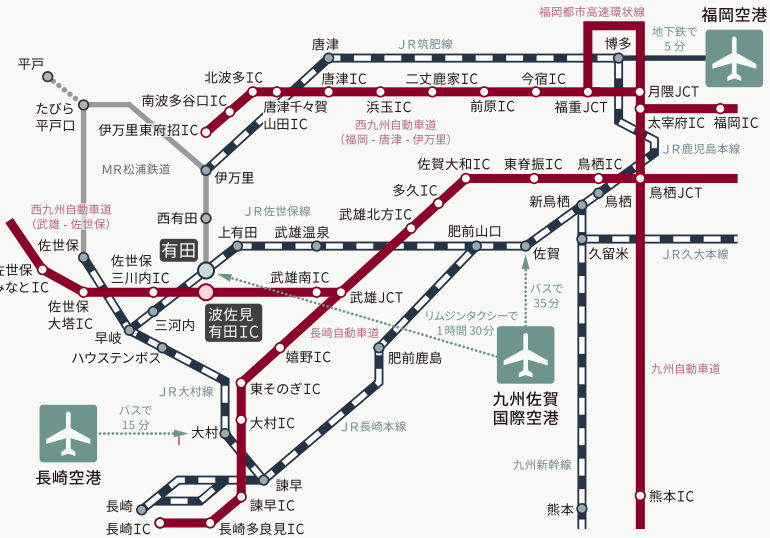 福岡都市高速環状線
福岡空港
地下鉄で
5 分
唐津
JR筑肥線
博多
平戸
北波多IC
唐津IC
二丈鹿家IC
今宿IC
月隈JCT
たびら
平戸口
南波多谷口IC
唐津千々賀
山田IC
浜玉IC
前原IC
福重JCT
伊万里東府招IC
西九州自動車道
（福岡 - 唐津 - 伊万里）
太宰府IC
福岡IC
JR鹿児島本線
MR松浦鉄道
伊万里
佐賀大和IC
東脊振IC
鳥栖IC
多久IC
新鳥栖
鳥栖
鳥栖JCT
西九州自動車道
（武雄 - 佐世保）
西有田
JR佐世保線
武雄北方IC
佐世保
有田
上有田
武雄温泉
肥前山口
佐賀
久留米
JR久大本線
佐世保
みなとIC
佐世保
三川内IC
武雄南IC
武雄JCT
バスで
35分
佐世保
大塔IC
三河内
波佐見
有田IC
リムジンタクシーで
1時間30分
早岐
長崎自動車道
ハウステンボス
嬉野IC
肥前鹿島
九州自動車道
JR大村線
東そのぎIC
九州佐賀
国際空港
バスで
15 分
大村
大村IC
JR長崎本線
長崎空港
九州新幹線
諫早
長崎
諫早IC
熊本
熊本IC
長崎IC
長崎多良見IC